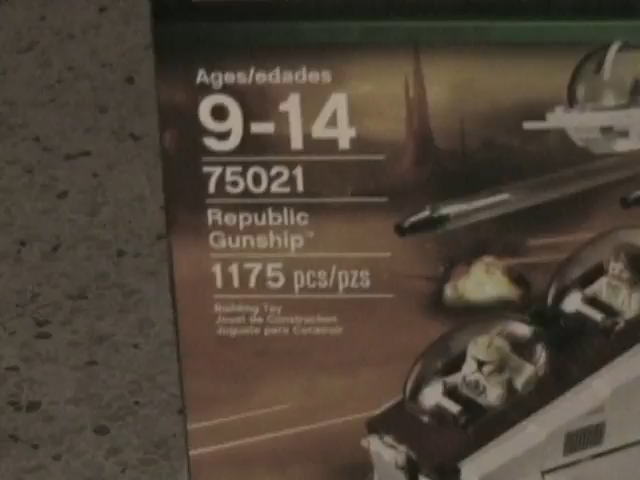 Ages/edades
9-14
75021
Republic
Gunship™
1175 pcs/pzs
Building Toy
Jouet de Construction
Juguete para Construir